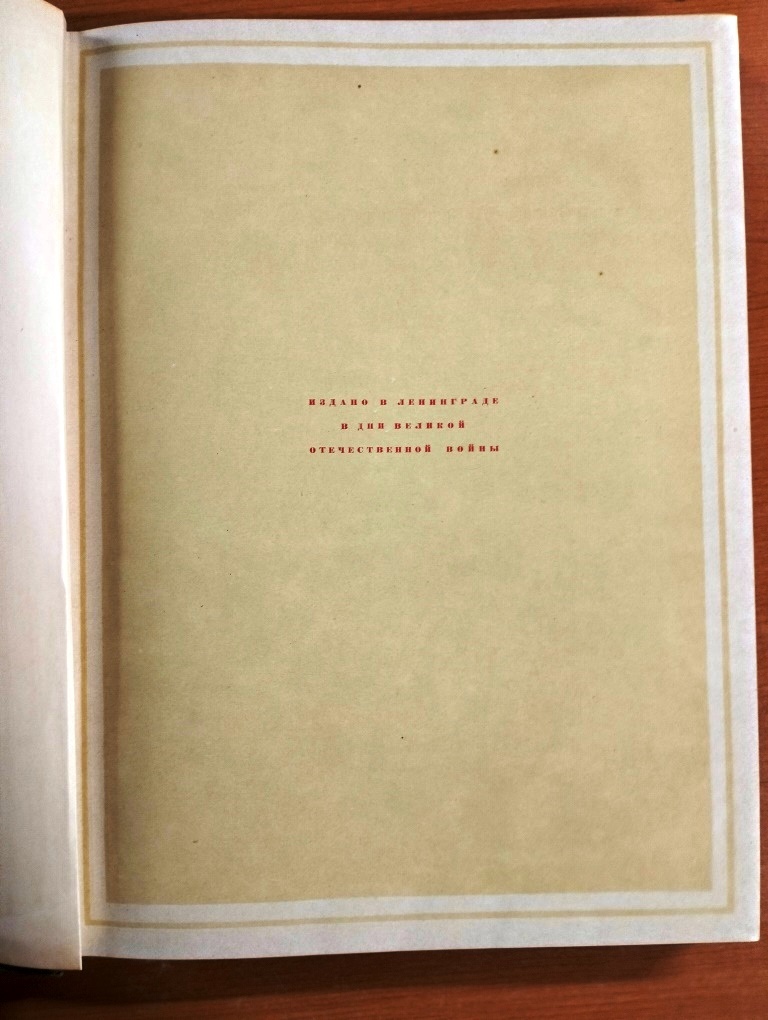 ИЗДАНО В ЛЕНИНГРАДЕ
В ДНИ ВЕЛИКОЙ
ОТЕЧЕСТВЕННОЙ ВОЙНЫ